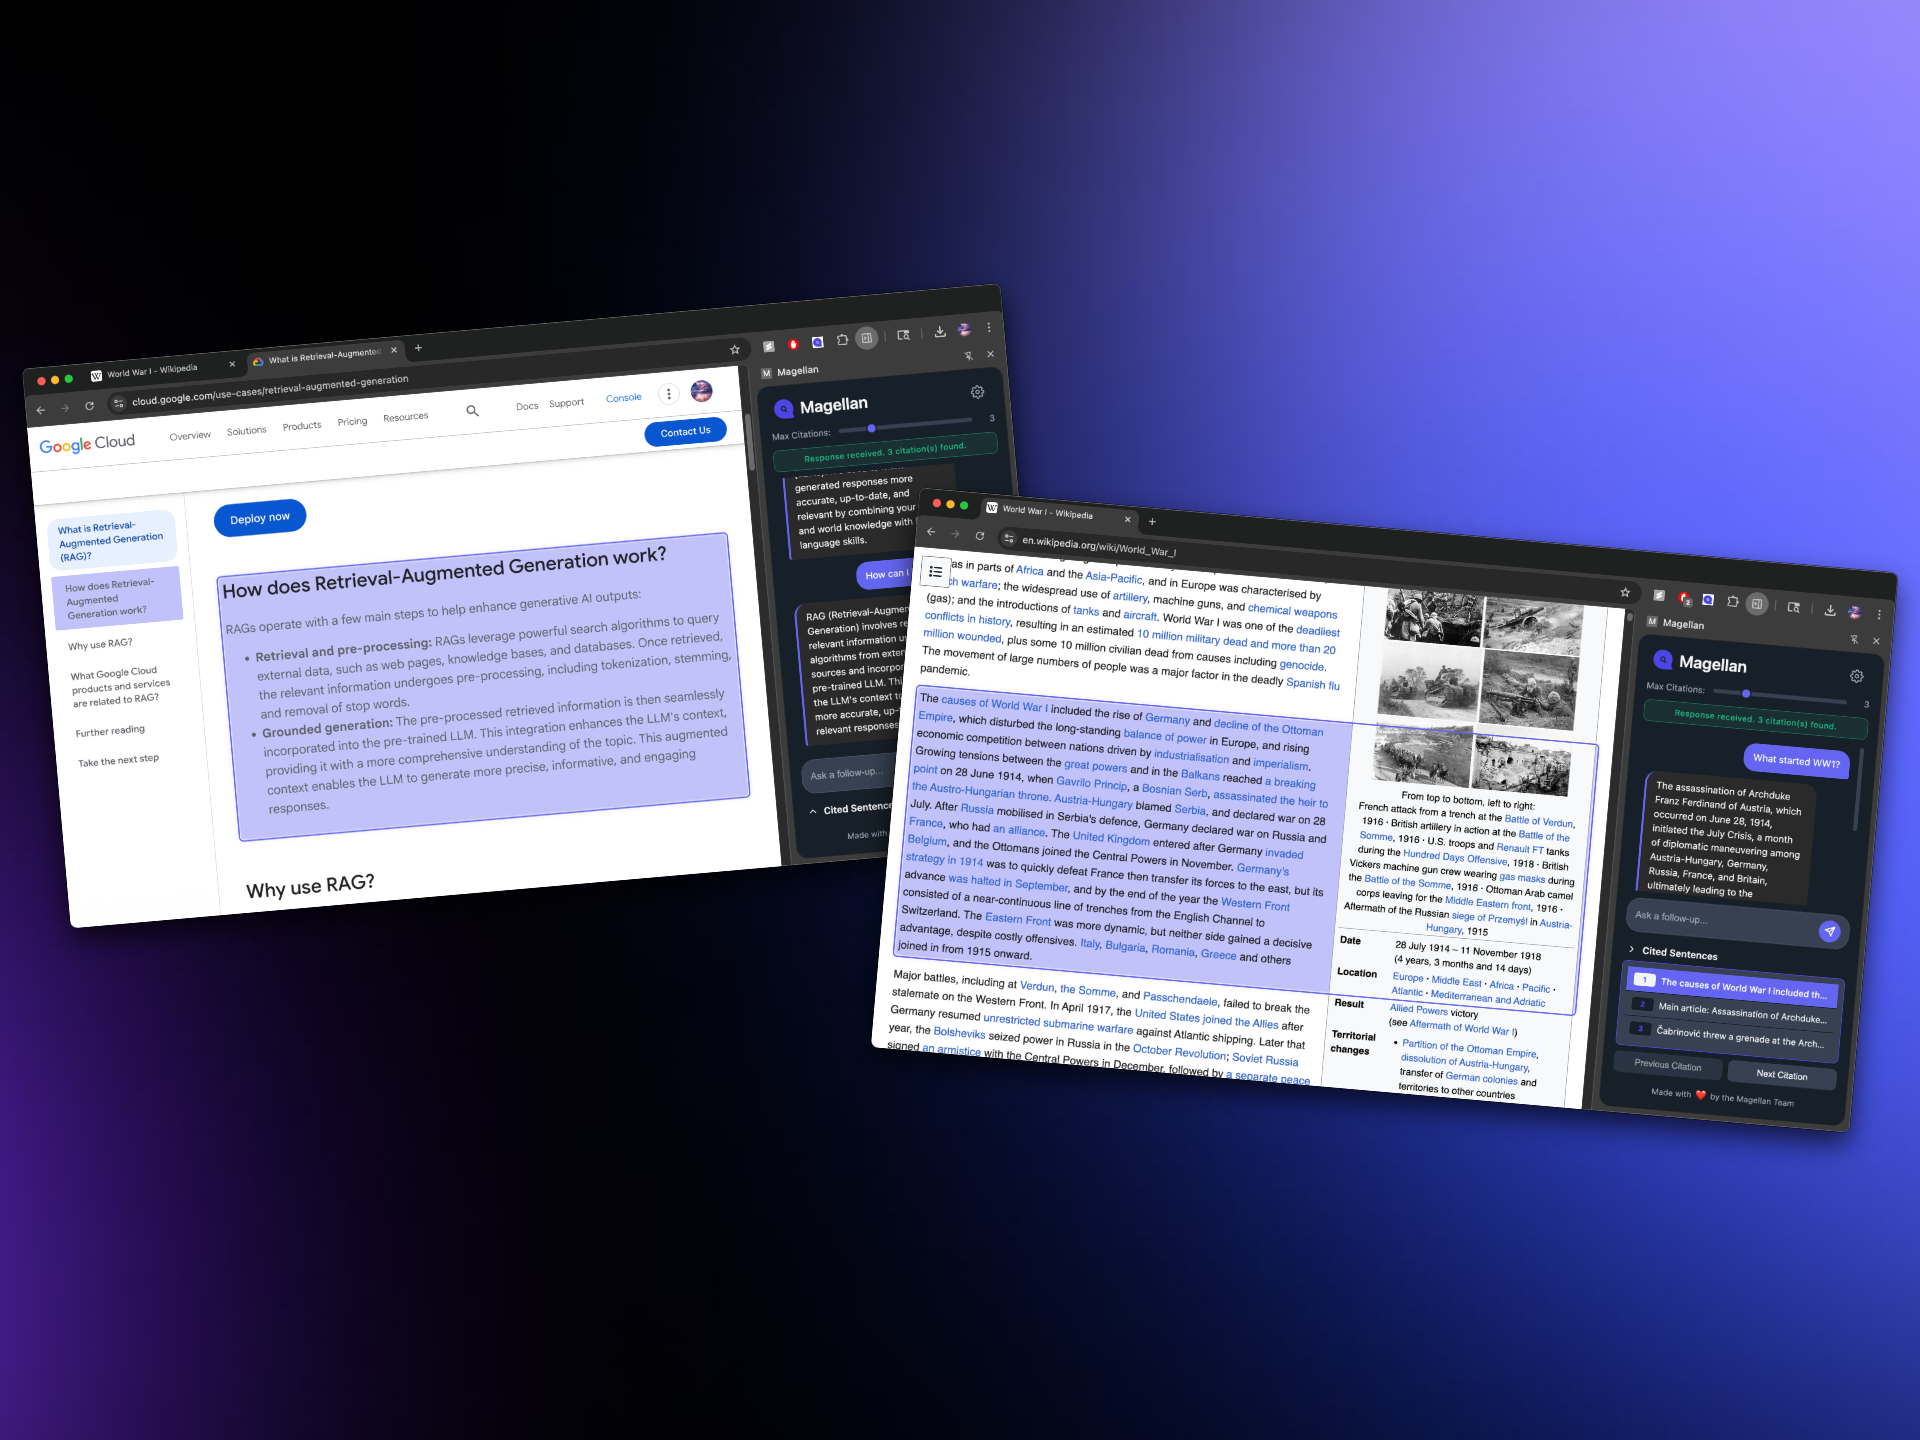 World War I - Wikipedia
What is Retrieval-Augmented
cloud.google.com/use-cases/retrieval-augmented-generation
Google Cloud
Overview
Solutions
Products
Pricing
Resources
Docs
Support
Console
Contact Us
What is Retrieval-
Augmented Generation
(RAG)?
How does Retrieval-
Augmented
Generation work?
Why use RAG?
What Google Cloud
products and services
are related to RAG?
Further reading
Take the next step
Deploy now
How does Retrieval-Augmented Generation work?
RAGs operate with a few main steps to help enhance generative AI outputs:
• Retrieval and pre-processing: RAGs leverage powerful search algorithms to query
external data, such as web pages, knowledge bases, and databases. Once retrieved,
the relevant information undergoes pre-processing, including tokenization, stemming,
and removal of stop words.
• Grounded generation: The pre-processed retrieved information is then seamlessly
incorporated into the pre-trained LLM. This integration enhances the LLM's context,
providing it with a more comprehensive understanding of the topic. This augmented
context enables the LLM to generate more precise, informative, and engaging
responses.
Why use RAG?
M Magellan
Magellan
Max Citations:
3
Response received. 3 citation(s) found.
generated responses more
accurate, up-to-date, and
relevant by combining your
and world knowledge with
language skills.
How can I
RAG (Retrieval-Augmen
Generation) involves re
relevant information u
algorithms from exter
sources and incorpor
pre-trained LLM. Thi
the LLM's context to
more accurate, up-
relevant responses
Ask a follow-up...
Cited Sentence
Made with
World War I - Wikipedia
en.wikipedia.org/wiki/World_War_I
as in parts of Africa and the Asia-Pacific, and in Europe was characterised by
ch warfare; the widespread use of artillery, machine guns, and chemical weapons
(gas); and the introductions of tanks and aircraft. World War I was one of the deadliest
conflicts in history, resulting in an estimated 10 million military dead and more than 20
million wounded, plus some 10 million civilian dead from causes including genocide.
The movement of large numbers of people was a major factor in the deadly Spanish flu
pandemic.
The causes of World War I included the rise of Germany and decline of the Ottoman
Empire, which disturbed the long-standing balance of power in Europe, and rising
economic competition between nations driven by industrialisation and imperialism.
Growing tensions between the great powers and in the Balkans reached a breaking
point on 28 June 1914, when Gavrilo Princip, a Bosnian Serb, assassinated the heir to
the Austro-Hungarian throne. Austria-Hungary blamed Serbia, and declared war on 28
July. After Russia mobilised in Serbia's defence, Germany declared war on Russia and
France, who had an alliance. The United Kingdom entered after Germany invaded
Belgium, and the Ottomans joined the Central Powers in November. Germany's
strategy in 1914 was to quickly defeat France then transfer its forces to the east, but its
advance was halted in September, and by the end of the year the Western Front
consisted of a near-continuous line of trenches from the English Channel to
Switzerland. The Eastern Front was more dynamic, but neither side gained a decisive
advantage, despite costly offensives. Italy, Bulgaria, Romania, Greece and others
joined in from 1915 onward.
Major battles, including at Verdun, the Somme, and Passchendaele, failed to break the
stalemate on the Western Front. In April 1917, the United States joined the Allies after
Germany resumed unrestricted submarine warfare against Atlantic shipping. Later that
year, the Bolsheviks seized power in Russia in the October Revolution; Soviet Russia
signed an armistice with the Central Powers in December, followed by a separate peace
From top to bottom, left to right:
French attack from a trench at the Battle of Verdun,
1916 • British artillery in action at the Battle of the
Somme, 1916 • U.S. troops and Renault FT tanks
during the Hundred Days Offensive, 1918 • British
Vickers machine gun crew wearing gas masks during
the Battle of the Somme, 1916 • Ottoman Arab camel
corps leaving for the Middle Eastern front, 1916 •
Aftermath of the Russian siege of Przemyśl in Austria-
Hungary, 1915
Date
28 July 1914 – 11 November 1918
(4 years, 3 months and 14 days)
Location
Europe • Middle East • Africa • Pacific •
Atlantic • Mediterranean and Adriatic
Result
Allied Powers victory
(see Aftermath of World War I)
Territorial
changes
• Partition of the Ottoman Empire,
dissolution of Austria-Hungary,
transfer of German colonies and
territories to other countries
M Magellan
Magellan
Max Citations:
3
Response received. 3 citation(s) found.
What started WW1?
The assassination of Archduke
Franz Ferdinand of Austria, which
occurred on June 28, 1914,
initiated the July Crisis, a month
of diplomatic maneuvering among
Austria-Hungary, Germany,
Russia, France, and Britain,
ultimately leading to the
Ask a follow-up...
Cited Sentences
1 The causes of World War I included th...
2 Main article: Assassination of Archduke...
3 Čabrinović threw a grenade at the Arch...
Previous Citation
Next Citation
Made with ❤️ by the Magellan Team